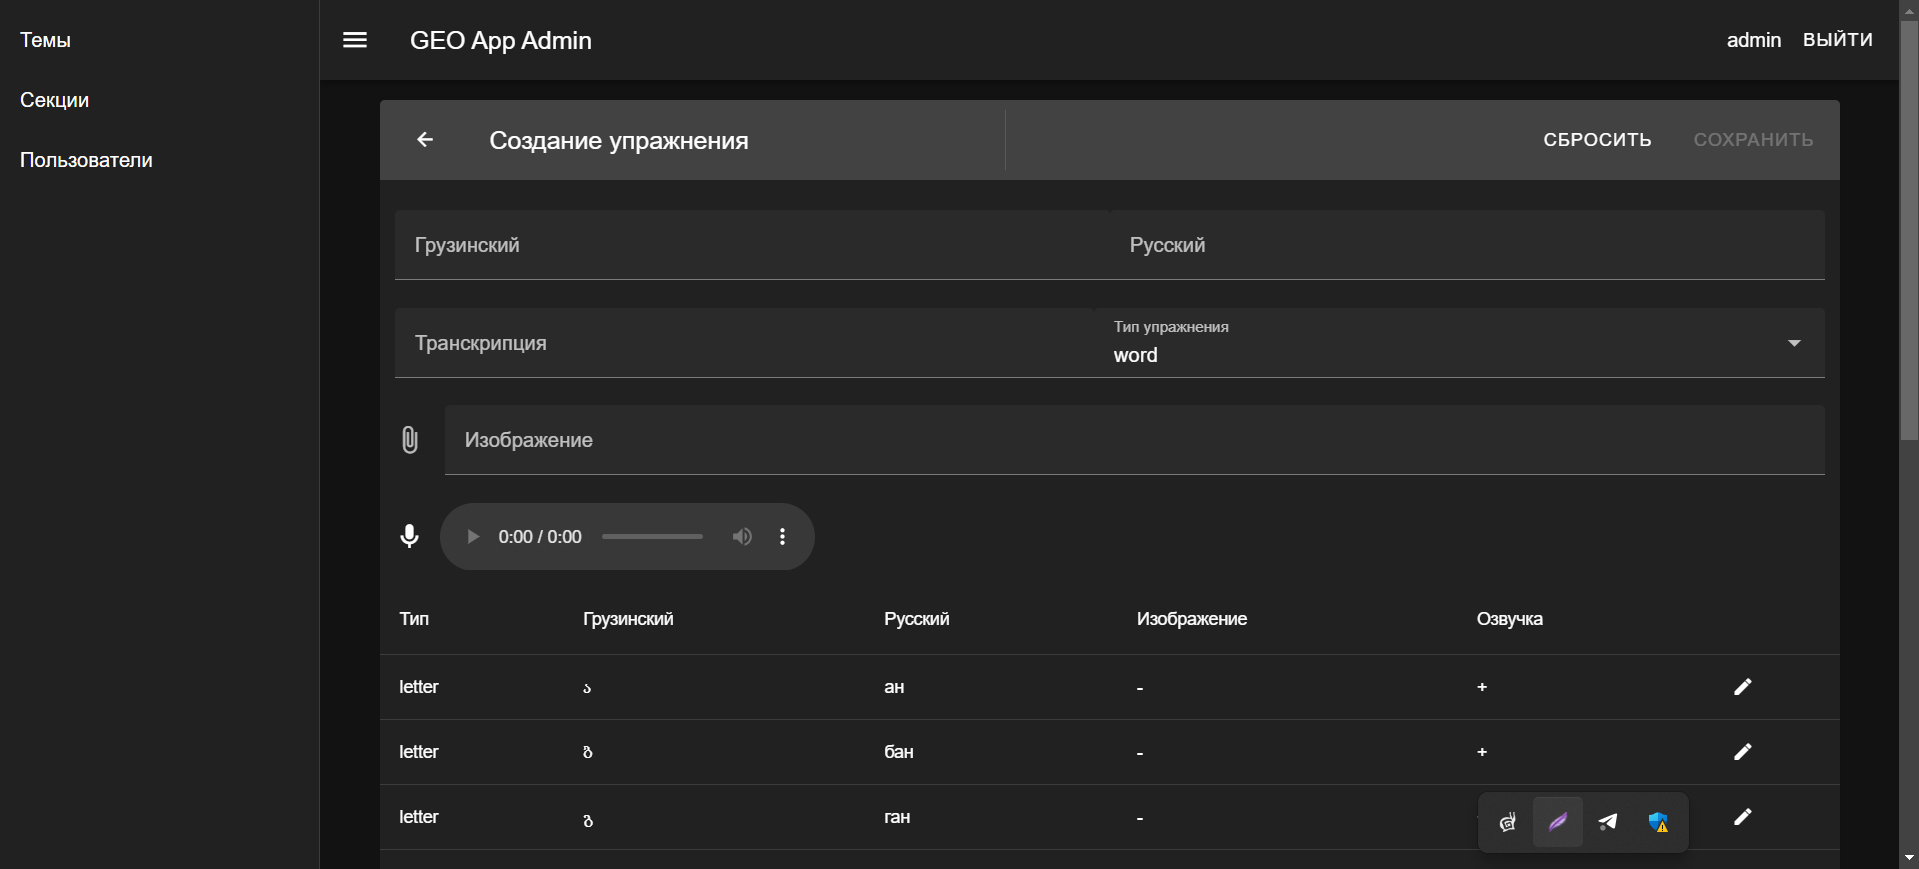 Темы
Секции
Пользователи
GEO App Admin
admin ВЫЙТИ
Создание упражнения
СБРОСИТЬ СОХРАНИТЬ
Грузинский Русский
Транскрипция
Тип упражнения
word
Изображение
0:00 / 0:00
Тип Грузинский Русский Изображение Озвучка
letter ა ан - +
letter ბ бан - +
letter გ ган -